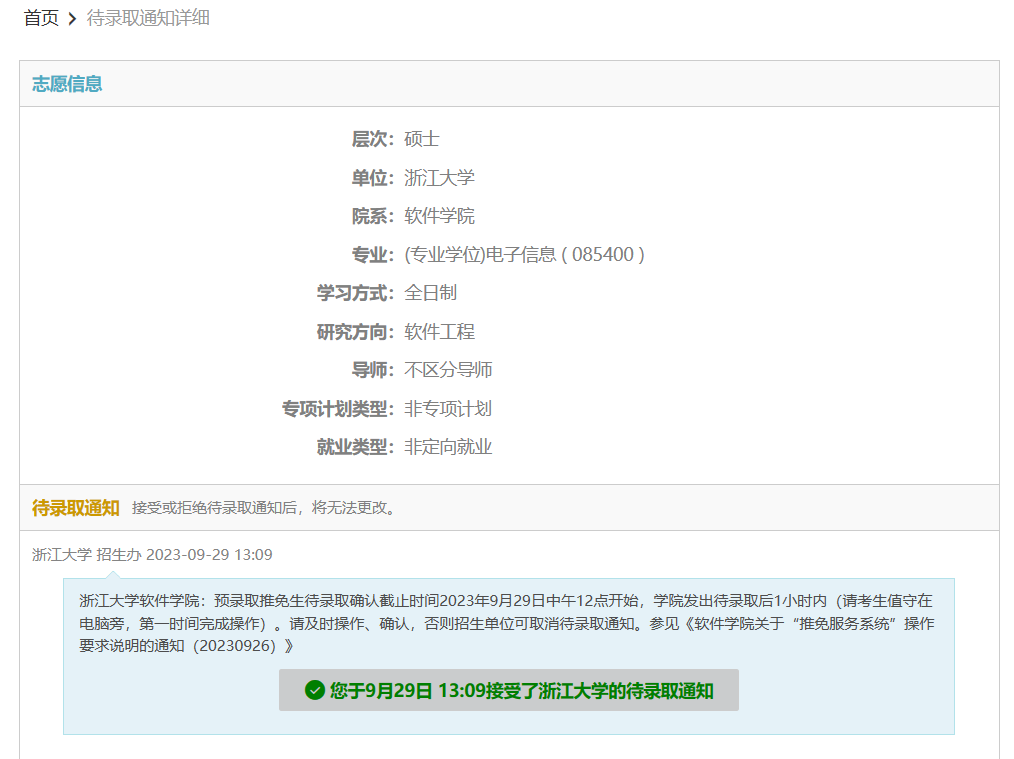 首页 > 待录取通知详细
志愿信息
层次：硕士
单位：浙江大学
院系：软件学院
专业：(专业学位)电子信息 ( 085400 )
学习方式：全日制
研究方向：软件工程
导师：不区分导师
专项计划类型：非专项计划
就业类型：非定向就业
待录取通知 接受或拒绝待录取通知后，将无法更改。
浙江大学 招生办 2023-09-29 13:09
浙江大学软件学院：预录取推免生待录取确认截止时间2023年9月29日中午12点开始，学院发出待录取后1小时内（请考生值守在
电脑旁，第一时间完成操作）。请及时操作、确认，否则招生单位可取消待录取通知。参见《软件学院关于“推免服务系统”操作
要求说明的通知（20230926）》
您于9月29日 13:09接受了浙江大学的待录取通知